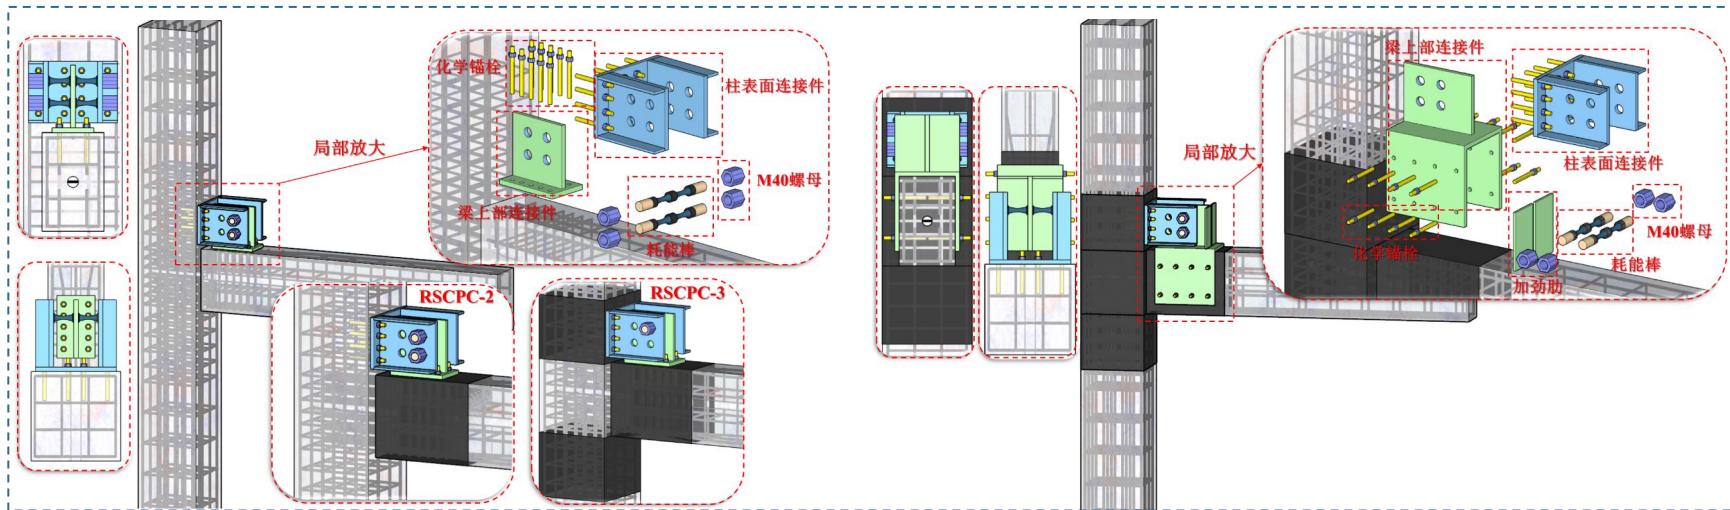 化学锚栓
柱表面连接件
局部放大
M40螺母
梁上部连接件
耗能棒
RSCPC-2
RSCPC-3
梁上部连接件
局部放大
柱表面连接件
M40螺母
化学锚栓
耗能棒
加劲肋